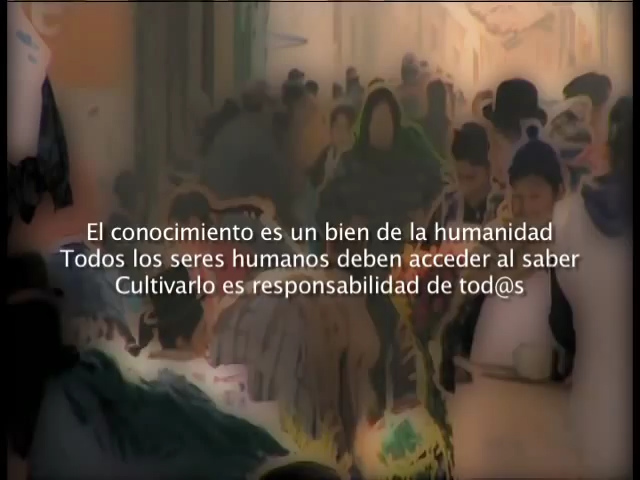 El conocimiento es un bien de la humanidad
Todos los seres humanos deben acceder al saber
Cultivarlo es responsabilidad de tod@s